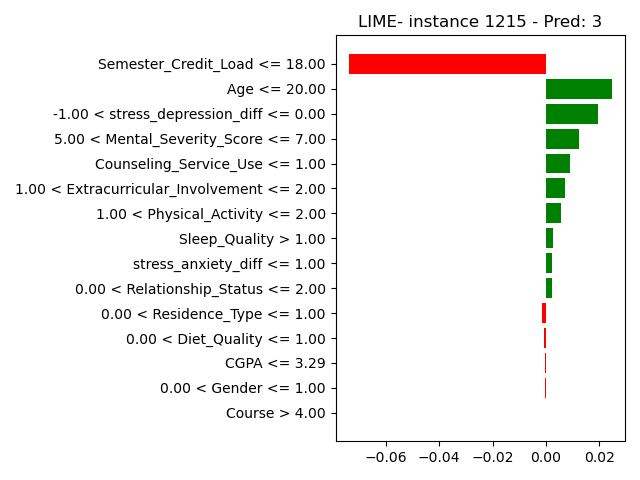 LIME- instance 1215 - Pred: 3
Semester_Credit_Load <= 18.00
Age <= 20.00
-1.00 < stress_depression_diff <= 0.00
5.00 < Mental_Severity_Score <= 7.00
Counseling_Service_Use <= 1.00
1.00 < Extracurricular_Involvement <= 2.00
1.00 < Physical_Activity <= 2.00
Sleep_Quality > 1.00
stress_anxiety_diff <= 1.00
0.00 < Relationship_Status <= 2.00
0.00 < Residence_Type <= 1.00
0.00 < Diet_Quality <= 1.00
CGPA <= 3.29
0.00 < Gender <= 1.00
Course > 4.00
−0.06 −0.04 −0.02 0.00 0.02